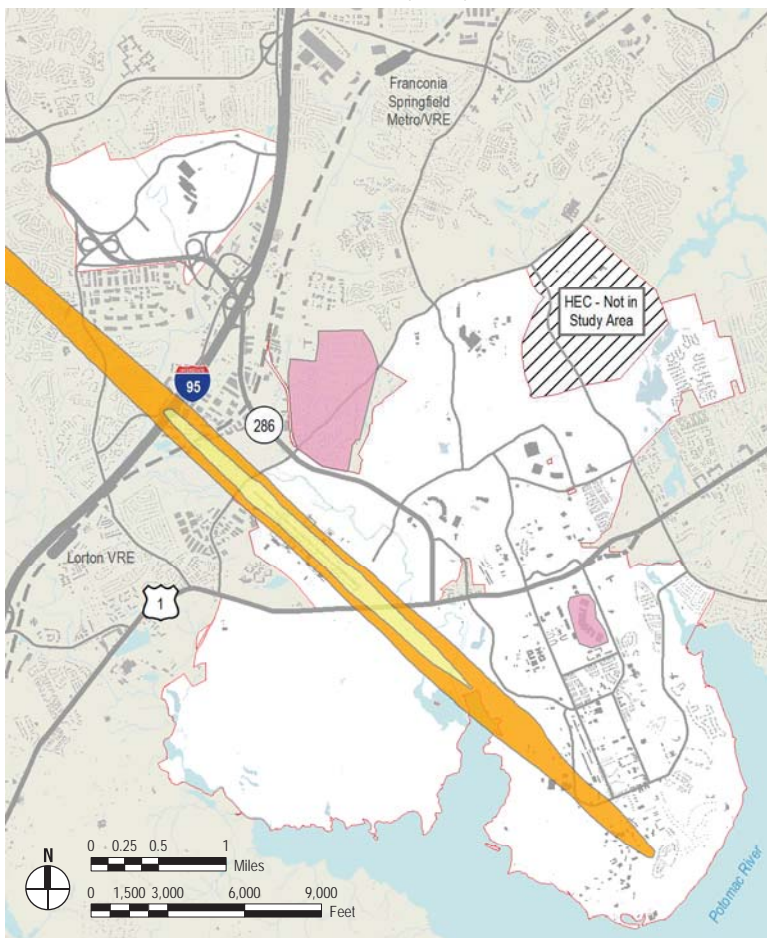 Franconia
Springfield
Metro/VRE
HEC - Not in
Study Area
INTERSTATE
95
286
Lorton VRE
1
N
0 0.25 0.5 1
Miles
0 1,500 3,000 6,000 9,000
Feet
Potomac River